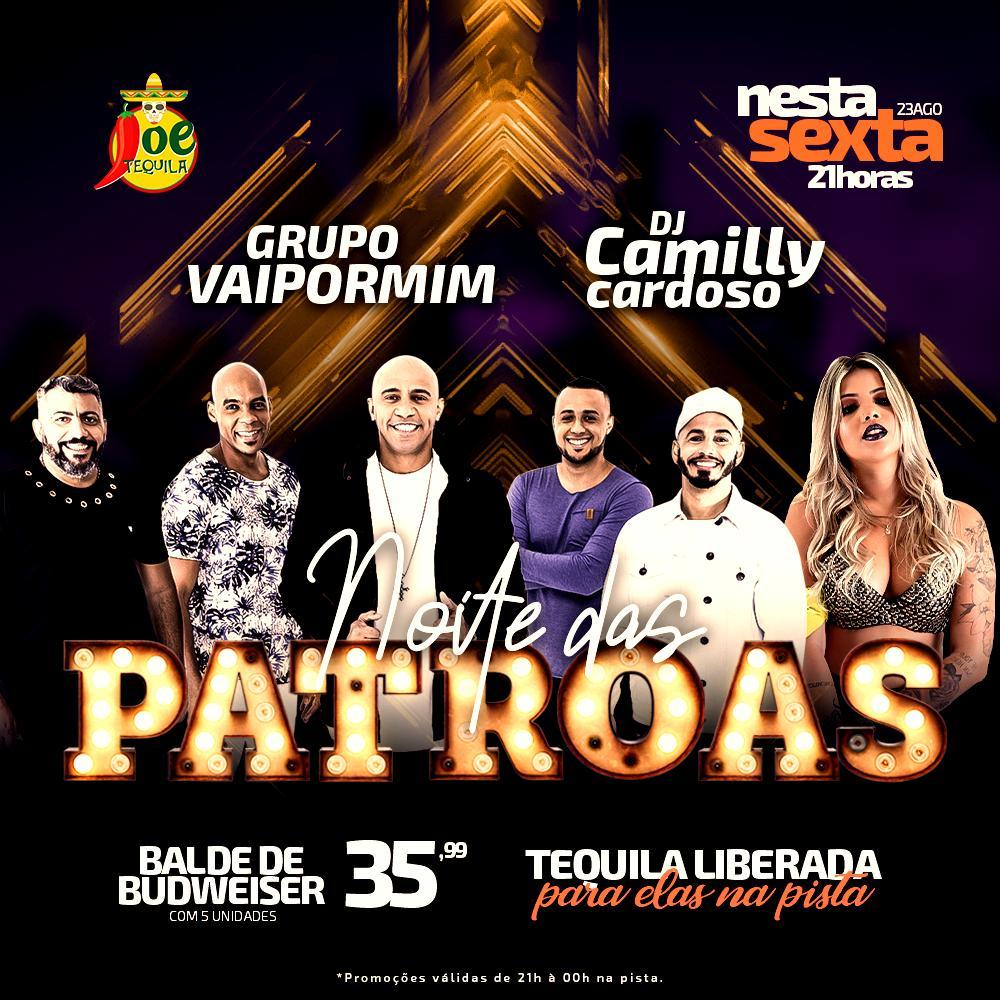 Joe
TEQUILA
nesta
23AGO
sexta
21horas
GRUPO
VAIPORMIM
DJ
Camilly
cardoso
Noite das
PATROAS
BALDE DE
BUDWEISER
COM 5 UNIDADES
35,99
TEQUILA LIBERADA
para elas na pista
*Promoções válidas de 21h à 00h na pista.